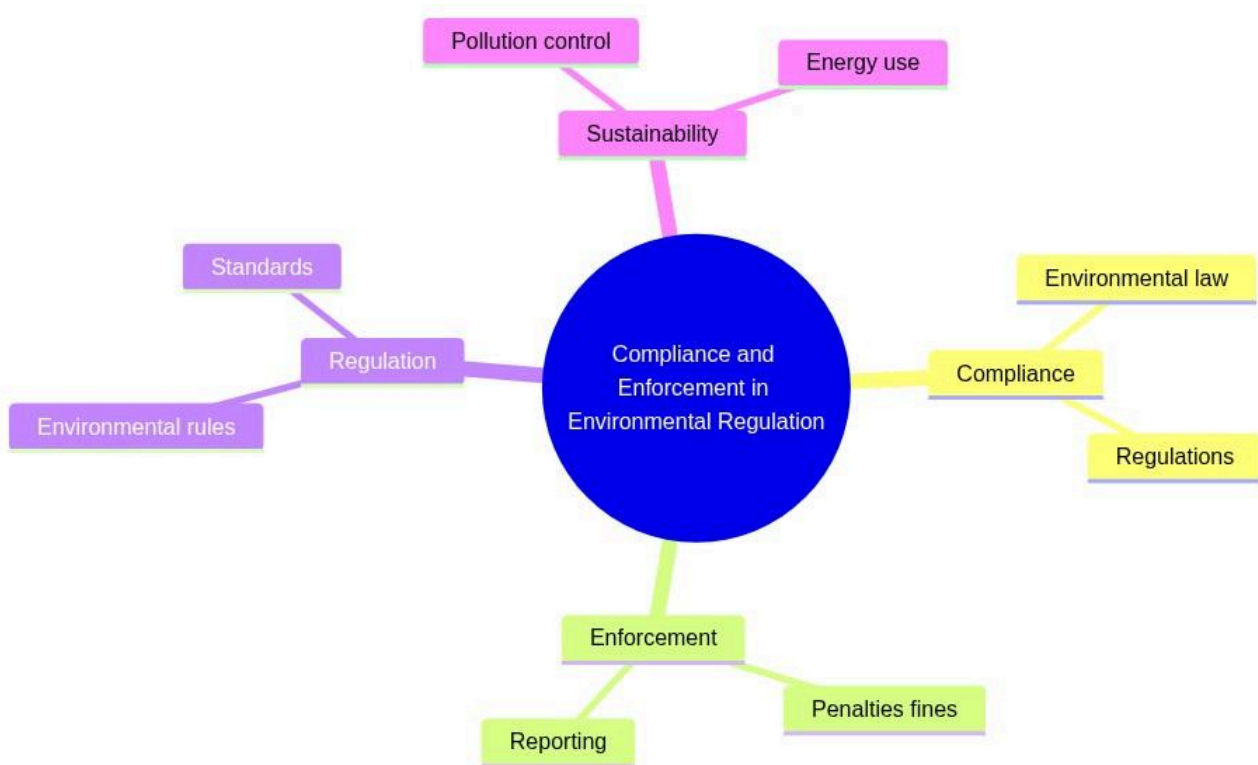 Pollution control
Energy use
Sustainability
Standards
Environmental law
Regulation
Compliance and
Enforcement in
Environmental Regulation
Compliance
Environmental rules
Regulations
Enforcement
Penalties fines
Reporting